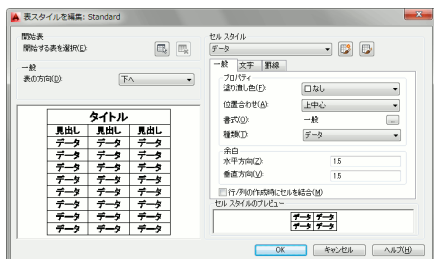 表スタイルを編集: Standard
開始表
開始する表を選択(E):
一般
表の方向(D):
下へ
タイトル
見出し 見出し 見出し
データ データ データ
データ データ データ
データ データ データ
データ データ データ
データ データ データ
データ データ データ
データ データ データ
データ データ データ
セル スタイル
データ
一般 文字 罫線
プロパティ
塗り潰し色(F):
なし
位置合わせ(A):
上中心
書式(O):
一般
...
種類(T):
データ
余白
水平方向(Z):
1.5
垂直方向(V):
1.5
行/列の作成時にセルを結合(M)
セル スタイルのプレビュー
データ データ
データ データ
OK キャンセル ヘルプ(H)